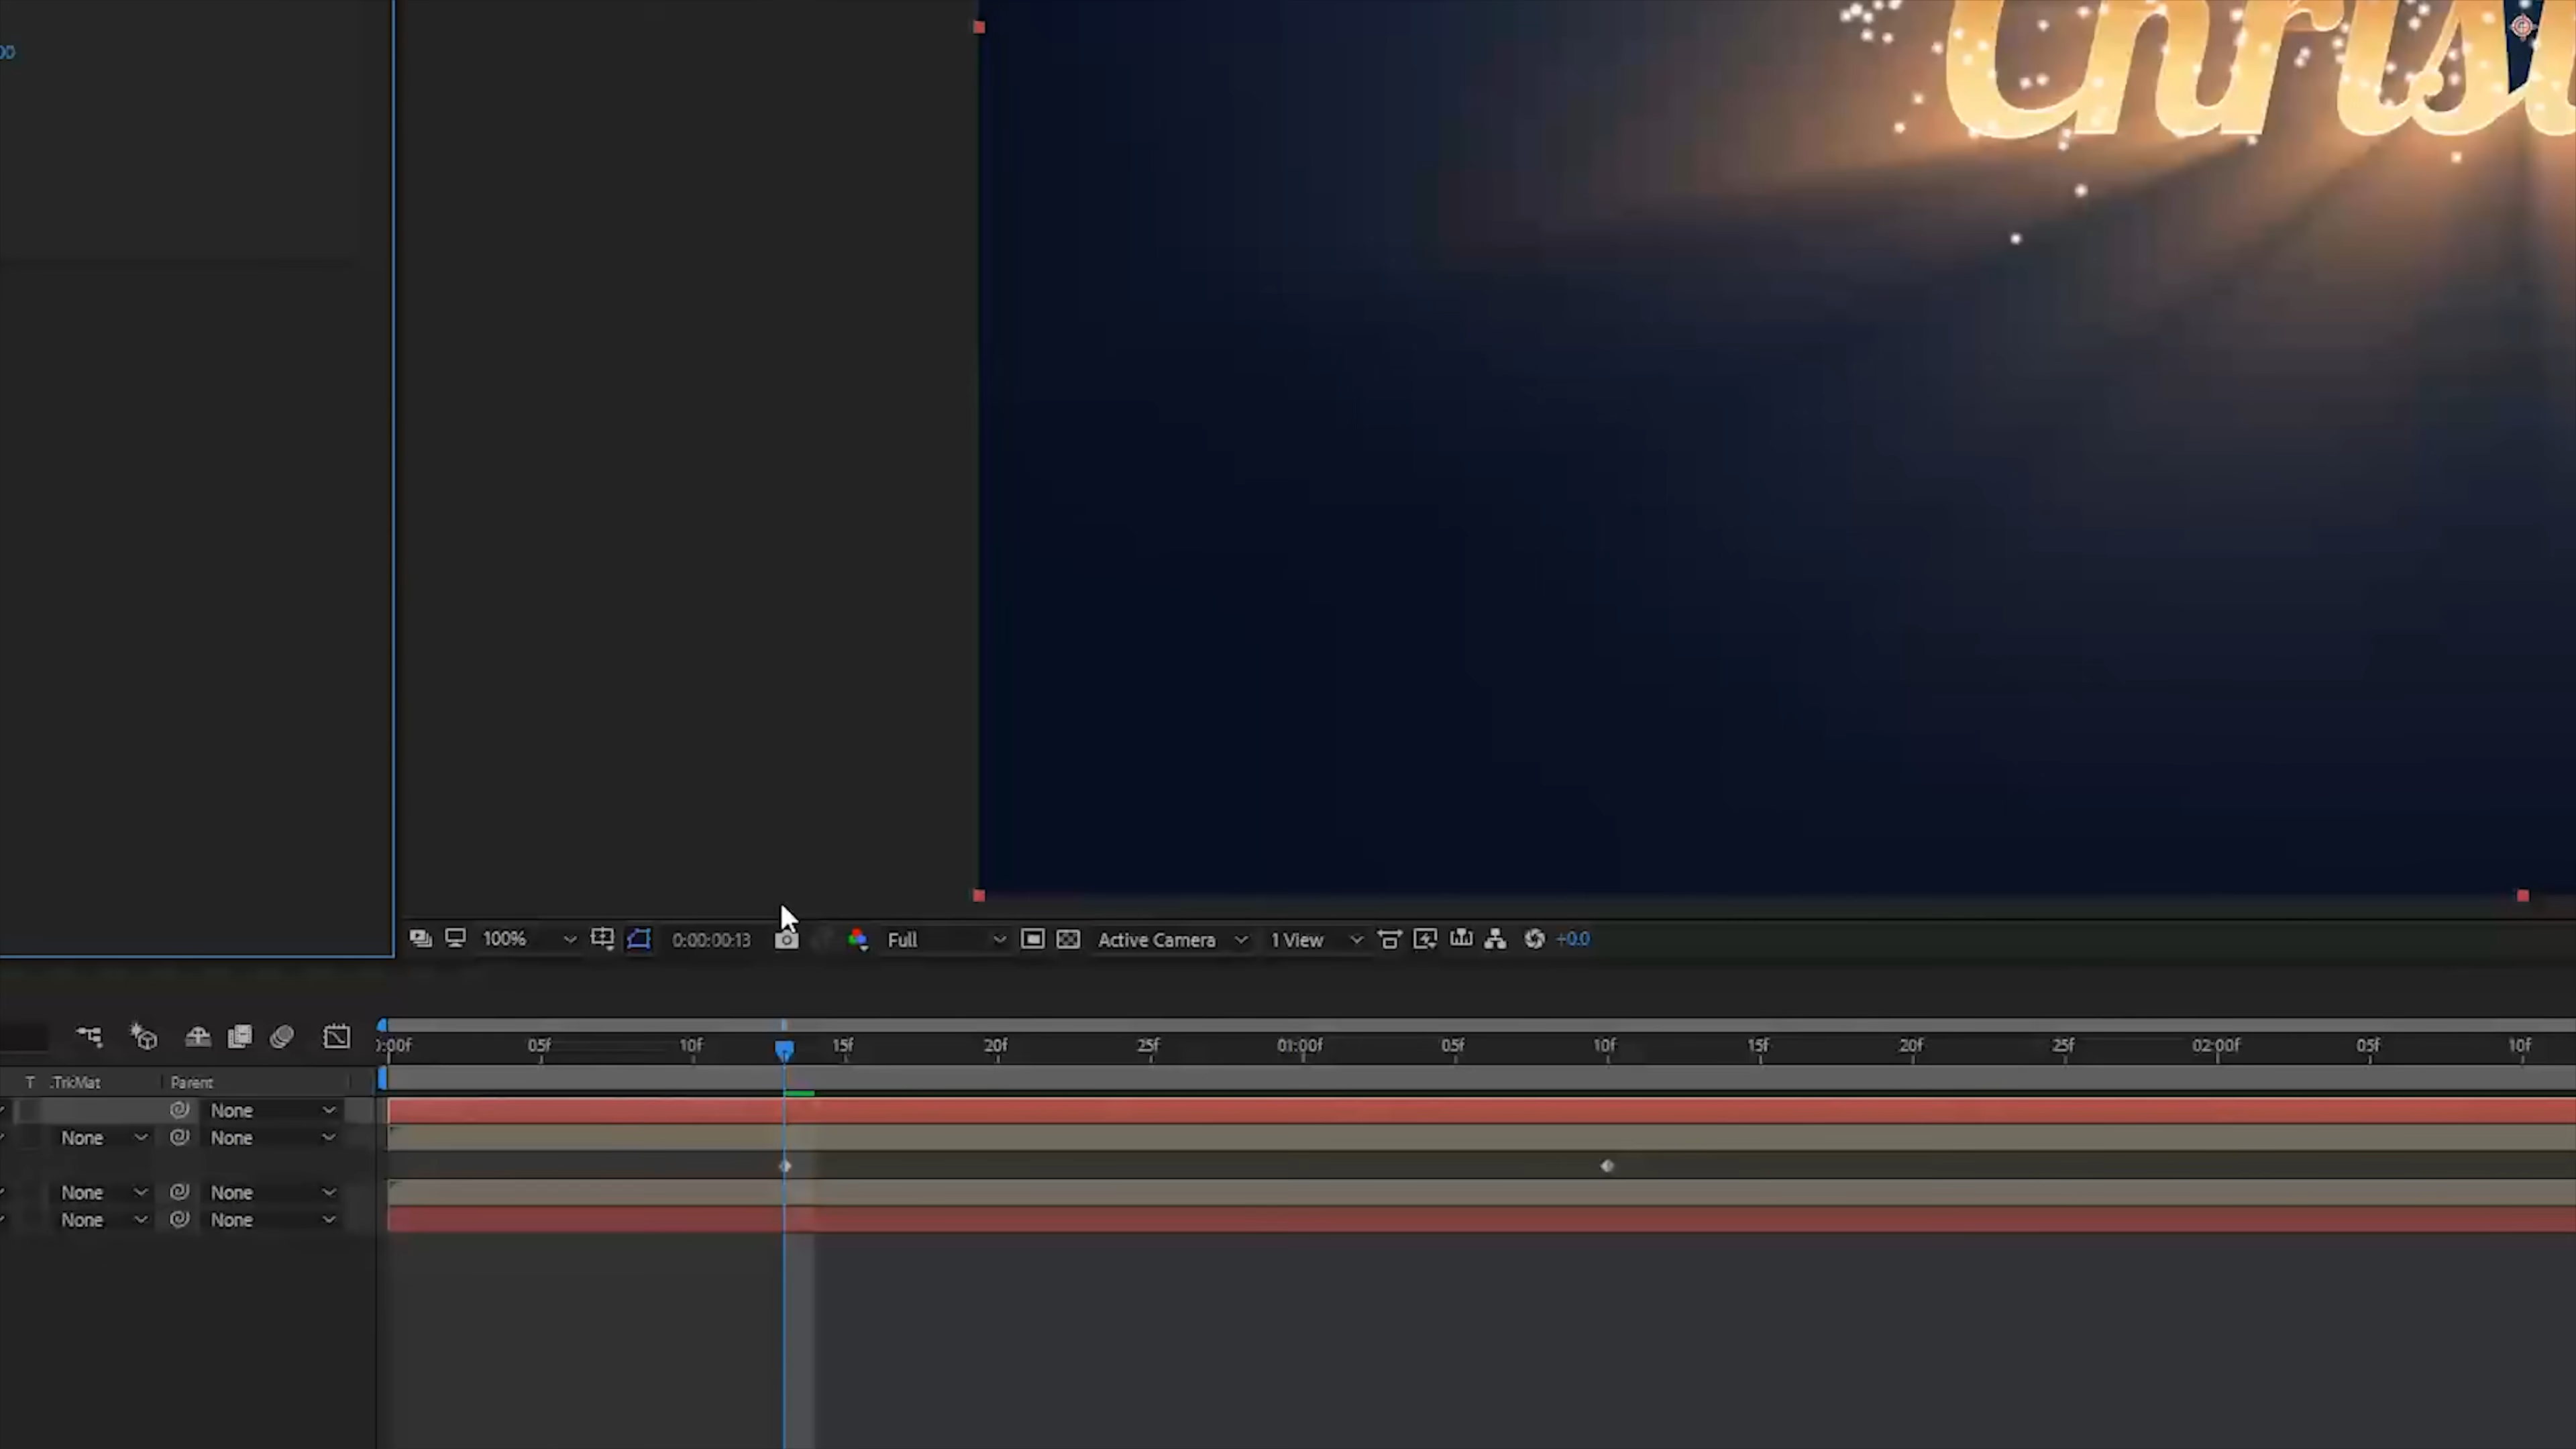 00
Chris
100% 0:00:00:13 Full Active Camera 1 View +0.0
0:00f 05f 10f 15f 20f 25f 01:00f 05f 10f 15f 20f 25f 02:00f 05f 10f
T .TrkMat Parent
None
None None
None None
None None